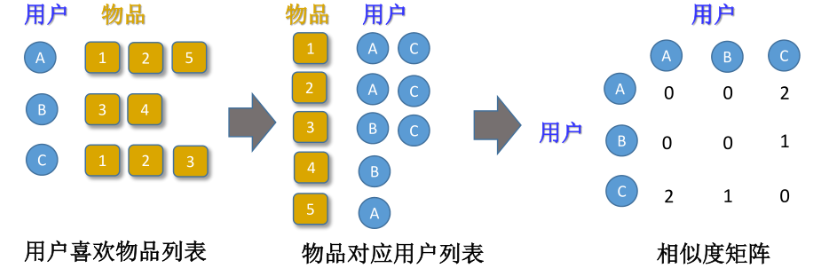 用户 物品
A 1 2 5
B 3 4
C 1 2 3
用户喜欢物品列表
物品 用户
1 A C
2 A C
3 B C
4 B
5 A
物品对应用户列表
用户
A B C
用户
A 0 0 2
B 0 0 1
C 2 1 0
相似度矩阵